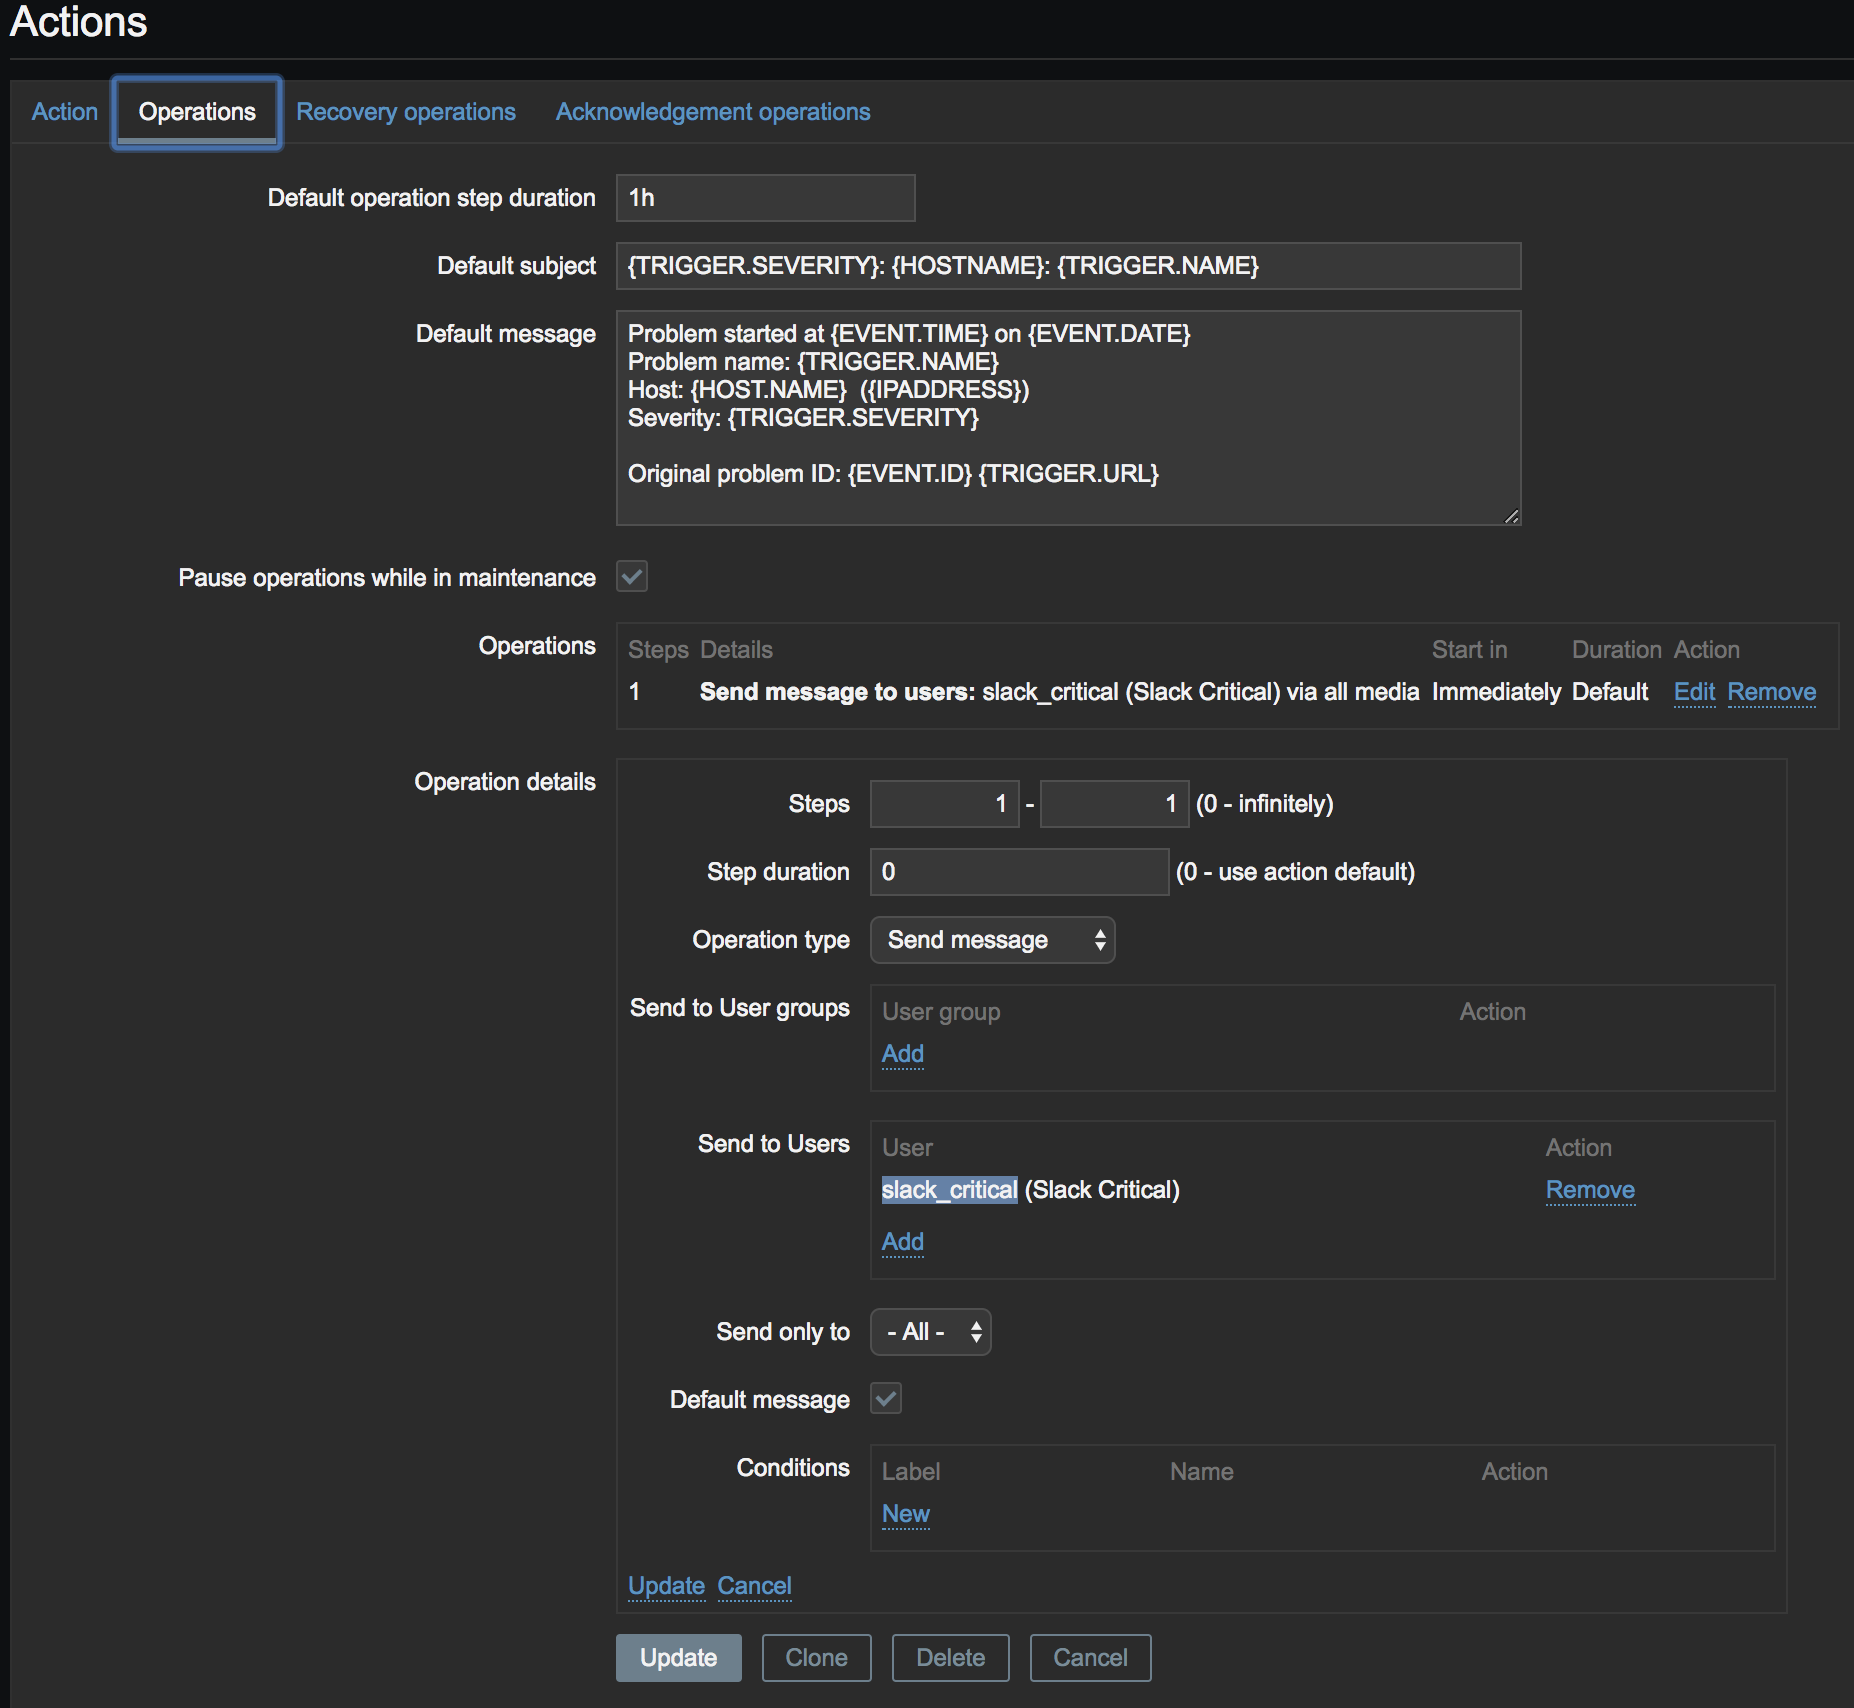 Actions
Action Operations Recovery operations Acknowledgement operations
Default operation step duration 1h
Default subject {TRIGGER.SEVERITY}: {HOSTNAME}: {TRIGGER.NAME}
Default message Problem started at {EVENT.TIME} on {EVENT.DATE}
Problem name: {TRIGGER.NAME}
Host: {HOST.NAME}  ({IPADDRESS})
Severity: {TRIGGER.SEVERITY}
Original problem ID: {EVENT.ID} {TRIGGER.URL}
Pause operations while in maintenance
Operations Steps Details Start in Duration Action
1 Send message to users: slack_critical (Slack Critical) via all media Immediately Default Edit Remove
Operation details
Steps 1 - 1 (0 - infinitely)
Step duration 0 (0 - use action default)
Operation type Send message
Send to User groups User group Action
Add
Send to Users User Action
slack_critical (Slack Critical) Remove
Add
Send only to - All -
Default message
Conditions Label Name Action
New
Update Cancel
Update Clone Delete Cancel